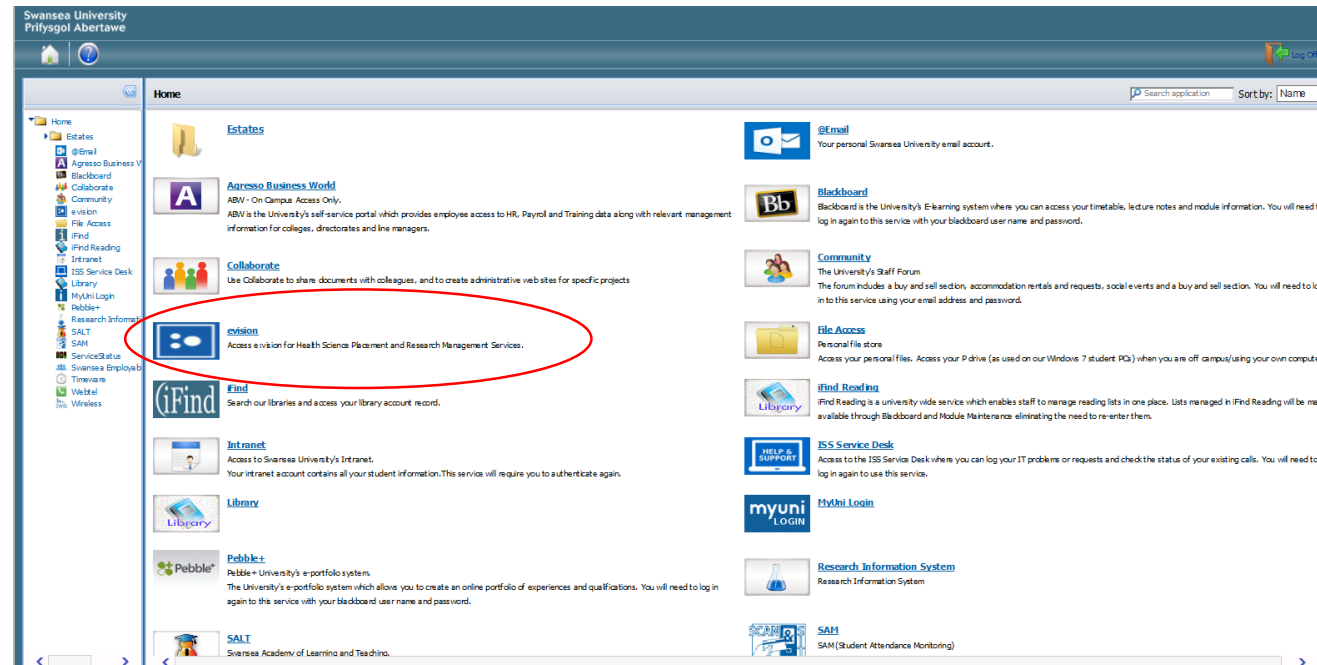 Swansea University
Prifysgol Abertawe
Log Off
Home
Search application
Sort by:
Name
Home
Estates
@Email
Agresso Business W
Blackboard
Collaborate
Community
evision
File Access
iFind
iFind Reading
Intranet
ISS Service Desk
Library
MyUni Login
Pebble+
Research Informati
SALT
SAM
ServiceStatus
Swansea Employab
Timeware
Webtel
Wireless
Estates
A
Agresso Business World
ABW - On Campus Access Only.
ABW is the University's self-service portal which provides employee access to HR, Payroll and Training data along with relevant management
information for colleges, directorates and line managers.
Collaborate
Use Collaborate to share documents with colleagues, and to create administrative web sites for specific projects
evision
Access e:vision for Health Science Placement and Research Management Services.
(iFind
iFind
Search our libraries and access your library account record.
Intranet
Access to Swansea University's Intranet.
Your intranet account contains all your student information.This service will require you to authenticate again.
Library
Library
Pebble+
Pebble+
Pebble+ University's e-portfolio system.
The University's e-portfolio system which allows you to create an online portfolio of experiences and qualifications. You will need to log in
again to this service with your blackboard user name and password.
SALT
Swansea Academy of Learning and Teaching.
@Email
Your personal Swansea University email account.
Bb
Blackboard
Blackboard is the University's E-learning system where you can access your timetable, lecture notes and module information. You will need t
log in again to this service with your blackboard user name and password.
Community
The University's Staff Forum
The forum includes a buy and sell section, accommodation rentals and requests, social events and a buy and sell section. You will need to lo
in to this service using your email address and password.
File Access
Personal file store
Access your personal files. Access your P drive (as used on our Windows 7 student PCs) when you are off campus/using your own compute
Library
iFind Reading
iFind Reading is a university wide service which enables staff to manage reading lists in one place. Lists managed in iFind Reading will be ma
available through Blackboard and Module Maintenance eliminating the need to re-enter them.
HELP &
SUPPORT
ISS Service Desk
Access to the ISS Service Desk where you can log your IT problems or requests and check the status of your existing calls. You will need to
log in again to use this service.
myuni
LOGIN
MyUni Login
Research Information System
Research Information System
SCAN
&
SAM
SAM (Student Attendance Monitoring)